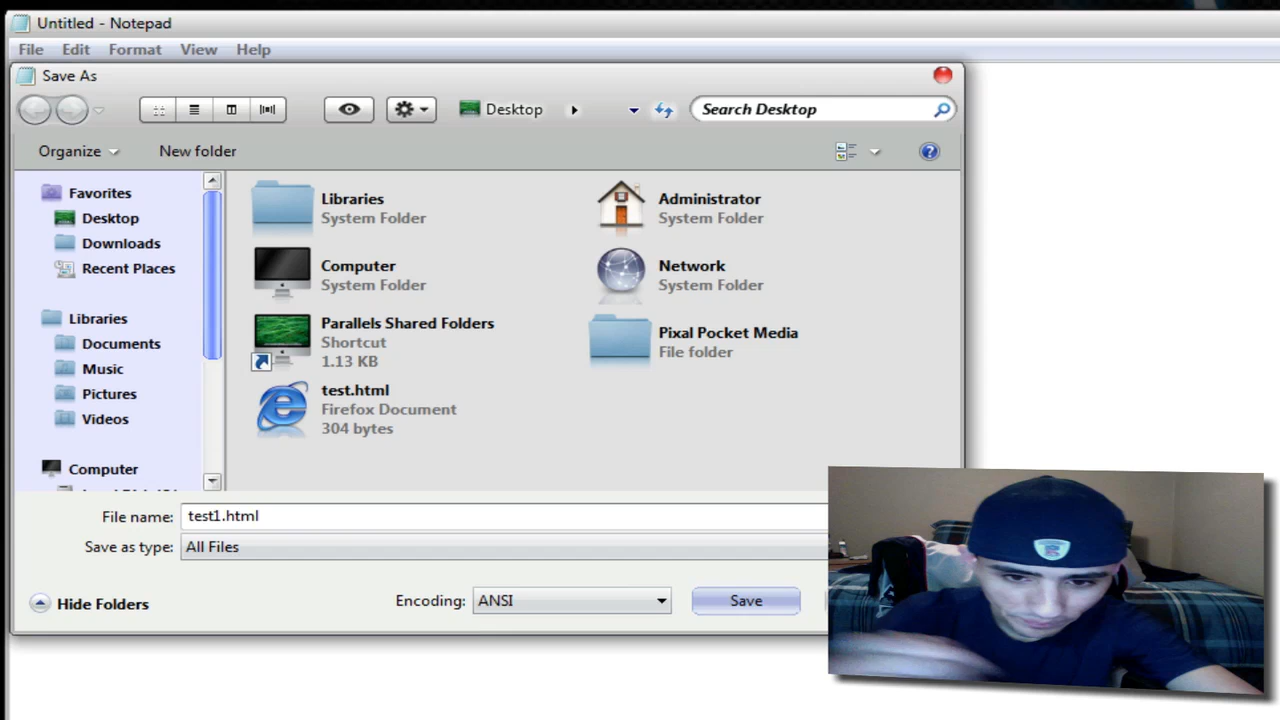 Untitled - Notepad
File Edit Format View Help
Save As
Desktop
Search Desktop
Organize New folder
Favorites
Desktop
Downloads
Recent Places
Libraries
Documents
Music
Pictures
Videos
Computer
Libraries
System Folder
Administrator
System Folder
Computer
System Folder
Network
System Folder
Parallels Shared Folders
Shortcut
1.13 KB
Pixal Pocket Media
File folder
test.html
Firefox Document
304 bytes
File name: test1.html
Save as type: All Files
Hide Folders
Encoding: ANSI
Save